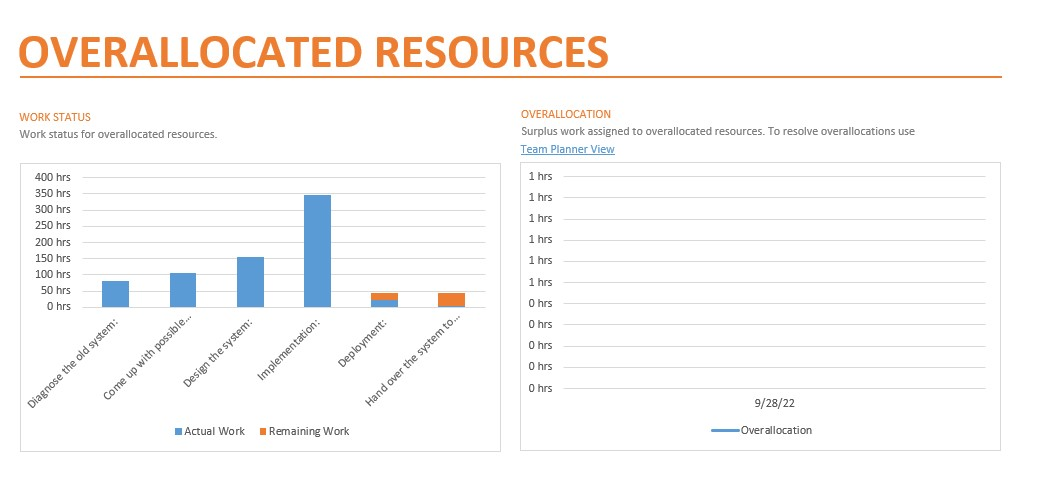 OVERALLOCATED RESOURCES
WORK STATUS
Work status for overallocated resources.
400 hrs
350 hrs
300 hrs
250 hrs
200 hrs
150 hrs
100 hrs
50 hrs
0 hrs
Diagnose the old system:
Come up with possible...
Design the system:
Implementation:
Deployment:
Hand over the system to...
Actual Work
Remaining Work
OVERALLOCATION
Surplus work assigned to overallocated resources. To resolve overallocations use
Team Planner View
1 hrs
1 hrs
1 hrs
1 hrs
1 hrs
1 hrs
0 hrs
0 hrs
0 hrs
0 hrs
0 hrs
9/28/22
Overallocation